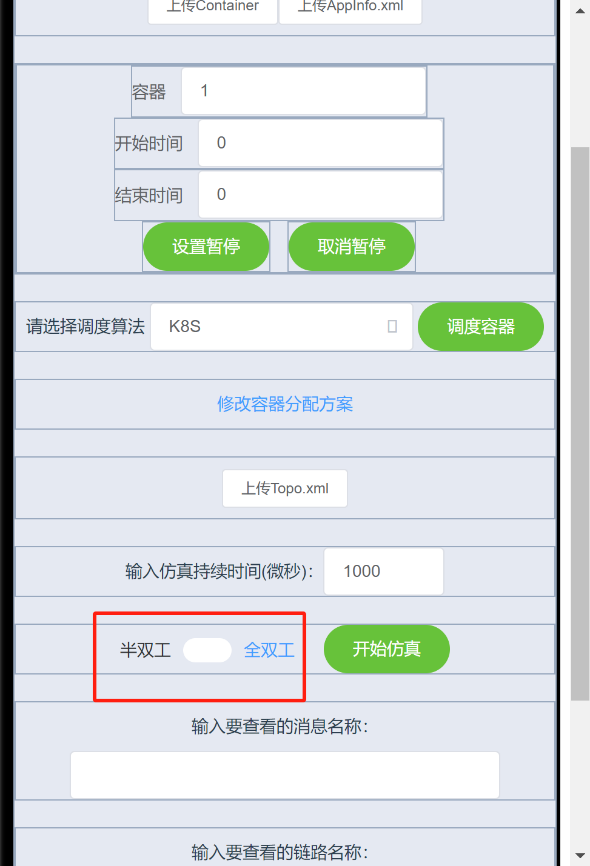 上传Container 上传AppInfo.xml
容器 1
开始时间 0
结束时间 0
设置暂停 取消暂停
请选择调度算法 K8S 调度容器
修改容器分配方案
上传Topo.xml
输入仿真持续时间(微秒)： 1000
半双工 全双工 开始仿真
输入要查看的消息名称：
输入要查看的链路名称：